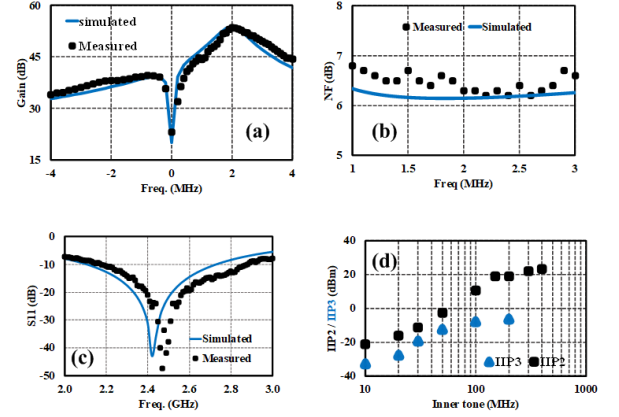 60
45
30
15
Gain (dB)
simulated
Measured
(a)
-4 -2 0 2 4
Freq. (MHz)
Measured Simulated
8
7
6
5
NF (dB)
(b)
1 1.5 2 2.5 3
Freq (MHz)
0
-10
-20
-30
-40
-50
S11 (dB)
Simulated
Measured
(c)
2.0 2.2 2.4 2.6 2.8 3.0
Freq. (GHz)
40
20
0
-20
-40
IIP2 / IIP3 (dBm)
(d)
IIP3 IIP2
10 100 1000
Inner tone (MHz)